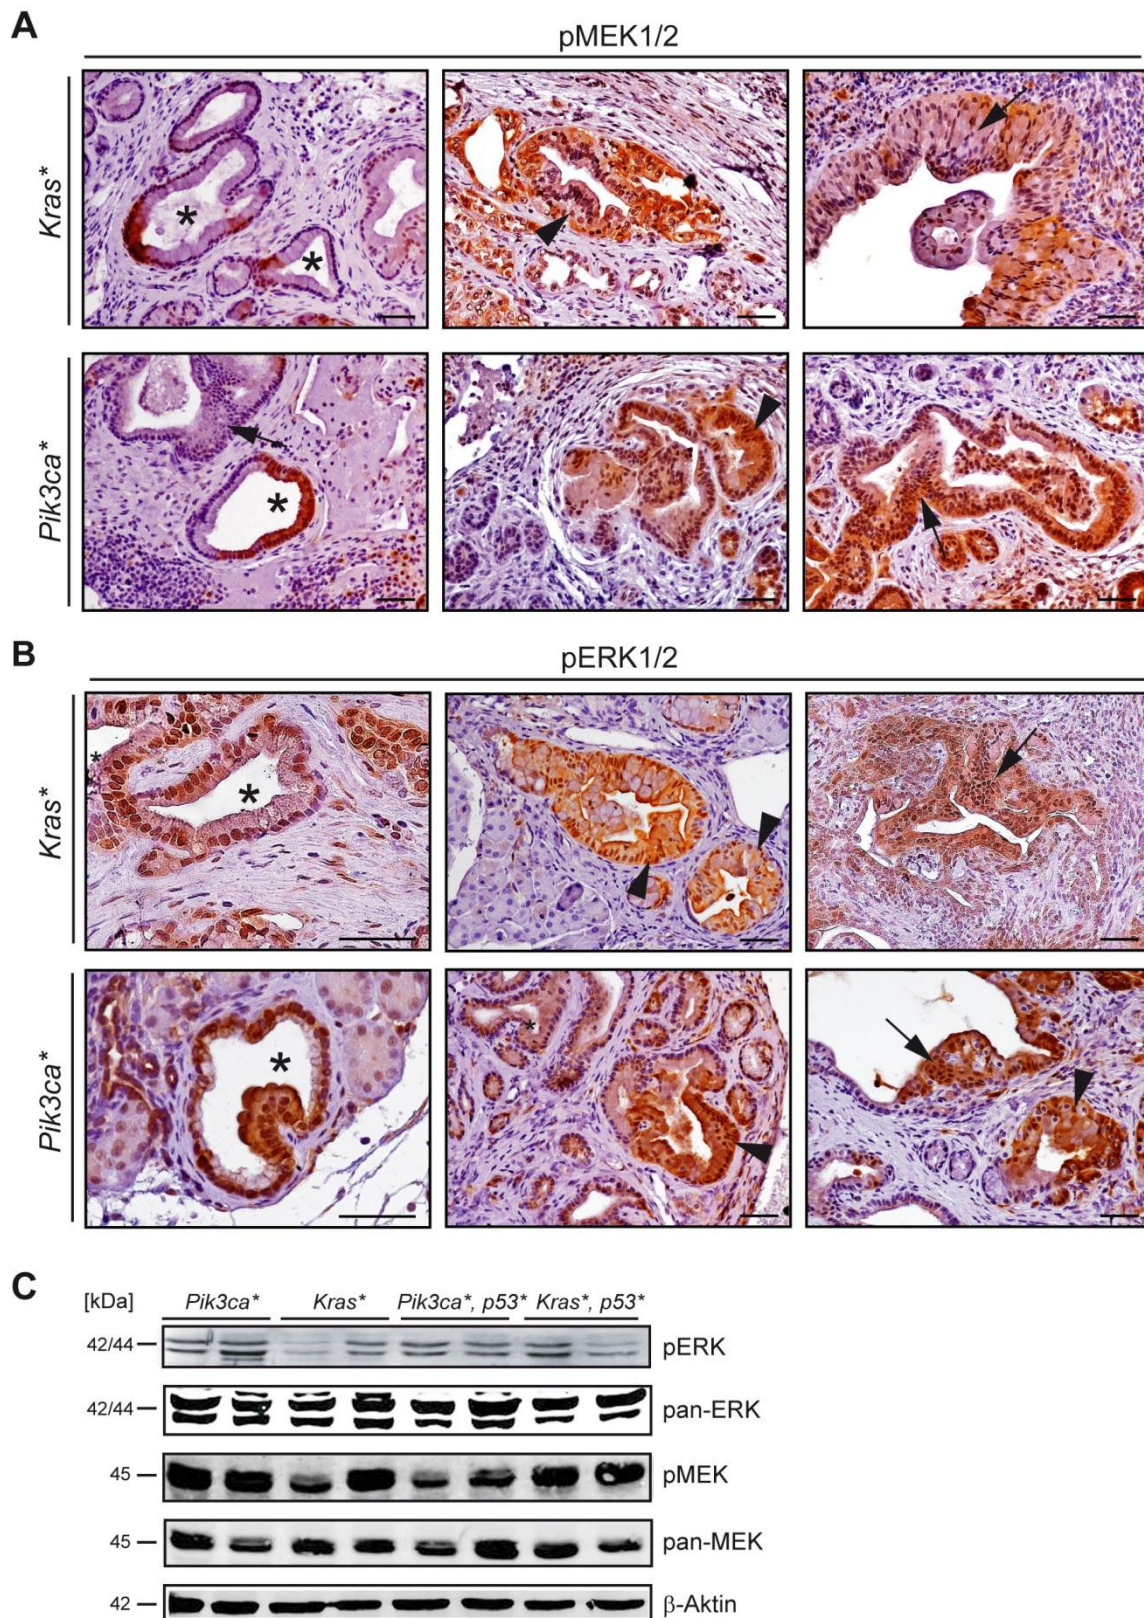 A
pMEK1/2
Kras*
*
*
Pik3ca*
*
B
pERK1/2
Kras*
*
*
Pik3ca*
*
*
C
[kDa] Pik3ca* Kras* Pik3ca*, p53* Kras*, p53*
42/44 pERK
42/44 pan-ERK
45 pMEK
45 pan-MEK
42 β-Aktin